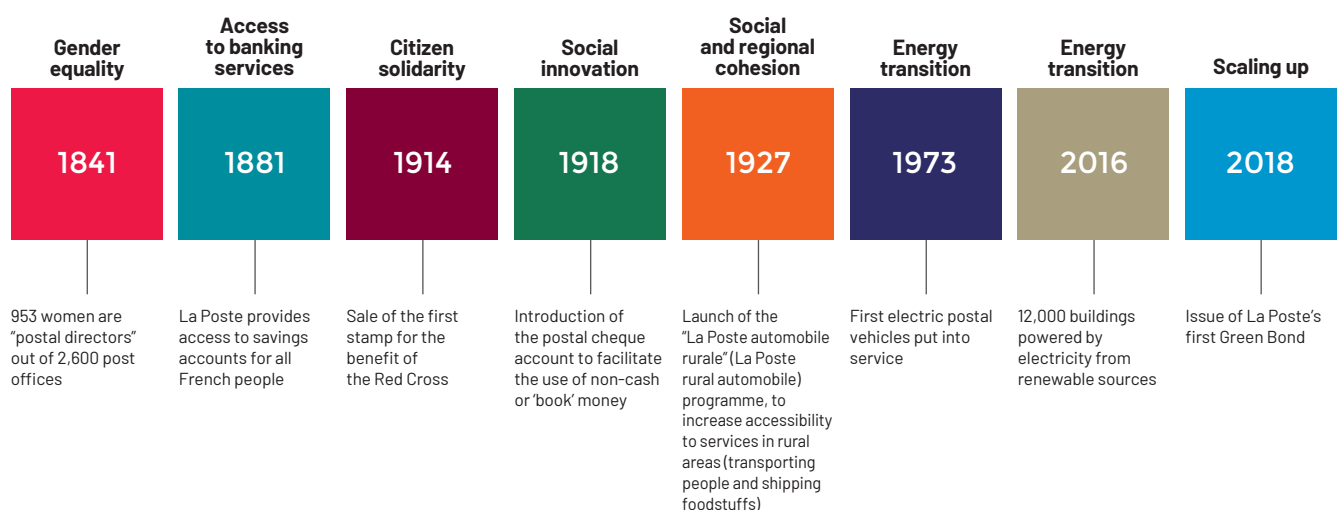 Gender
equality
Access
to banking
services
Citizen
solidarity
Social
innovation
Social
and regional
cohesion
Energy
transition
Energy
transition
Scaling up
1841
1881
1914
1918
1927
1973
2016
2018
953 women are
"postal directors"
out of 2,600 post
offices
La Poste provides
access to savings
accounts for all
French people
Sale of the first
stamp for the
benefit of
the Red Cross
Introduction of
the postal cheque
account to facilitate
the use of non-cash
or 'book' money
Launch of the
"La Poste automobile
rurale" (La Poste
rural automobile)
programme, to
increase accessibility
to services in rural
areas (transporting
people and shipping
foodstuffs)
First electric postal
vehicles put into
service
12,000 buildings
powered by
electricity from
renewable sources
Issue of La Poste's
first Green Bond